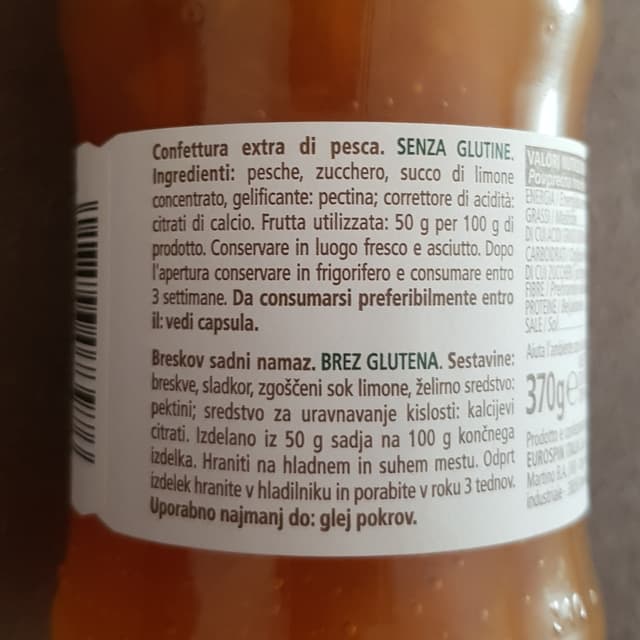 Confettura extra di pesca. SENZA GLUTINE.
Ingredienti: pesche, zucchero, succo di limone
concentrato, gelificante: pectina; correttore di acidità:
citrati di calcio. Frutta utilizzata: 50 g per 100 g di
prodotto. Conservare in luogo fresco e asciutto. Dopo
l'apertura conservare in frigorifero e consumare entro
3 settimane. Da consumarsi preferibilmente entro
il: vedi capsula.
Breskov sadni namaz. BREZ GLUTENA. Sestavine:
breskve, sladkor, zgoščeni sok limone, želirno sredstvo:
pektini; sredstvo za uravnavanje kislosti: kalcijevi
citrati. Izdelano iz 50 g sadja na 100 g končnega
izdelka. Hraniti na hladnem in suhem mestu. Odprt
izdelek hranite v hladilniku in porabite v roku 3 tednov.
Uporabno najmanj do: glej pokrov.
VALORI
ENERGIA
GRASSI
DI CUI ACIDI
CARBOIDRATI
DI CUI ZUCCHERI
FIBRE
PROTEINE
SALE / Sol
Aiuta l'ambiente
370g e
Prodotto e
EUROSPIN
Martino B.A.
industriale: